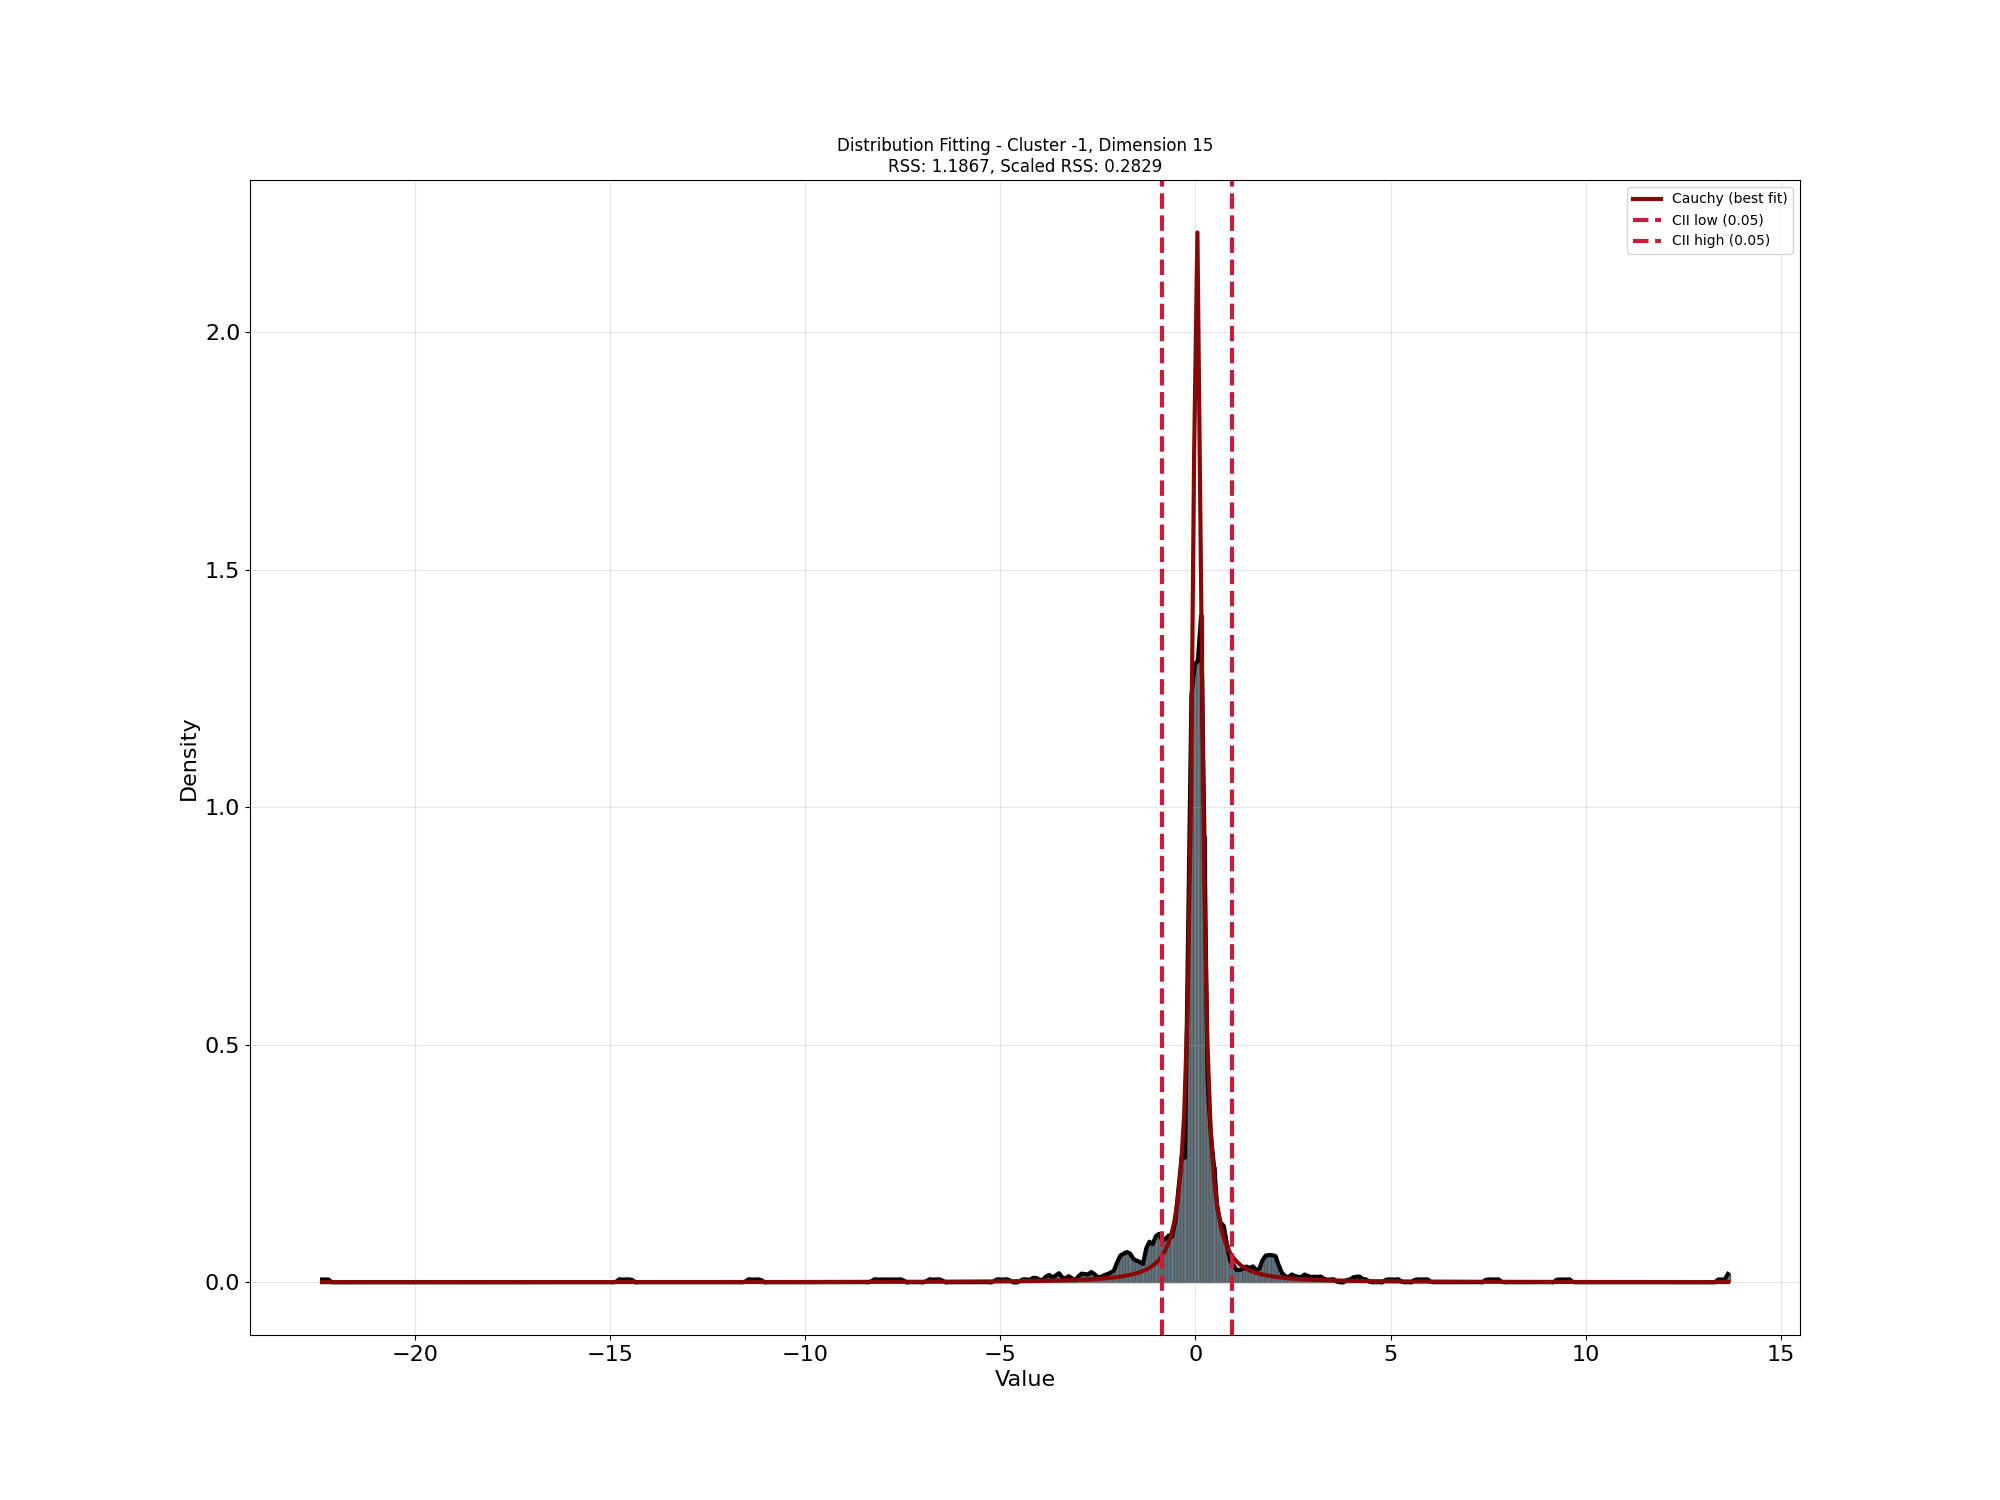 Distribution Fitting - Cluster -1, Dimension 15
RSS: 1.1867, Scaled RSS: 0.2829
Cauchy (best fit)
CII low (0.05)
CII high (0.05)
2.0
1.5
1.0
0.5
0.0
Density
−20 −15 −10 −5 0 5 10 15
Value